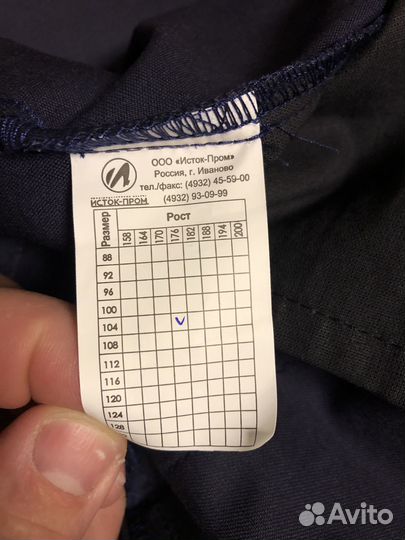 ООО «Исток-Пром»
Россия, г. Иваново
тел./факс: (4932) 45-59-00
(4932) 93-09-99
ИСТОК-ПРОМ
Размер
Рост
158 164 170 176 182 188 194 200
88
92
96
100
104 V
108
112
116
120
124
128
Avito